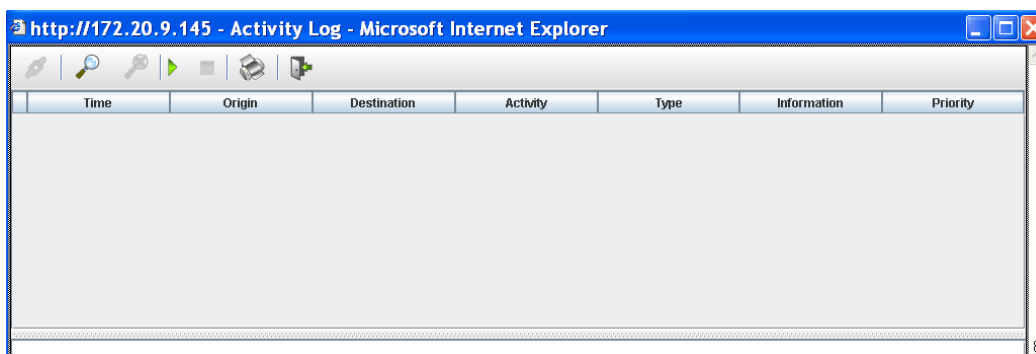 http://172.20.9.145 - Activity Log - Microsoft Internet Explorer
Time Origin Destination Activity Type Information Priority